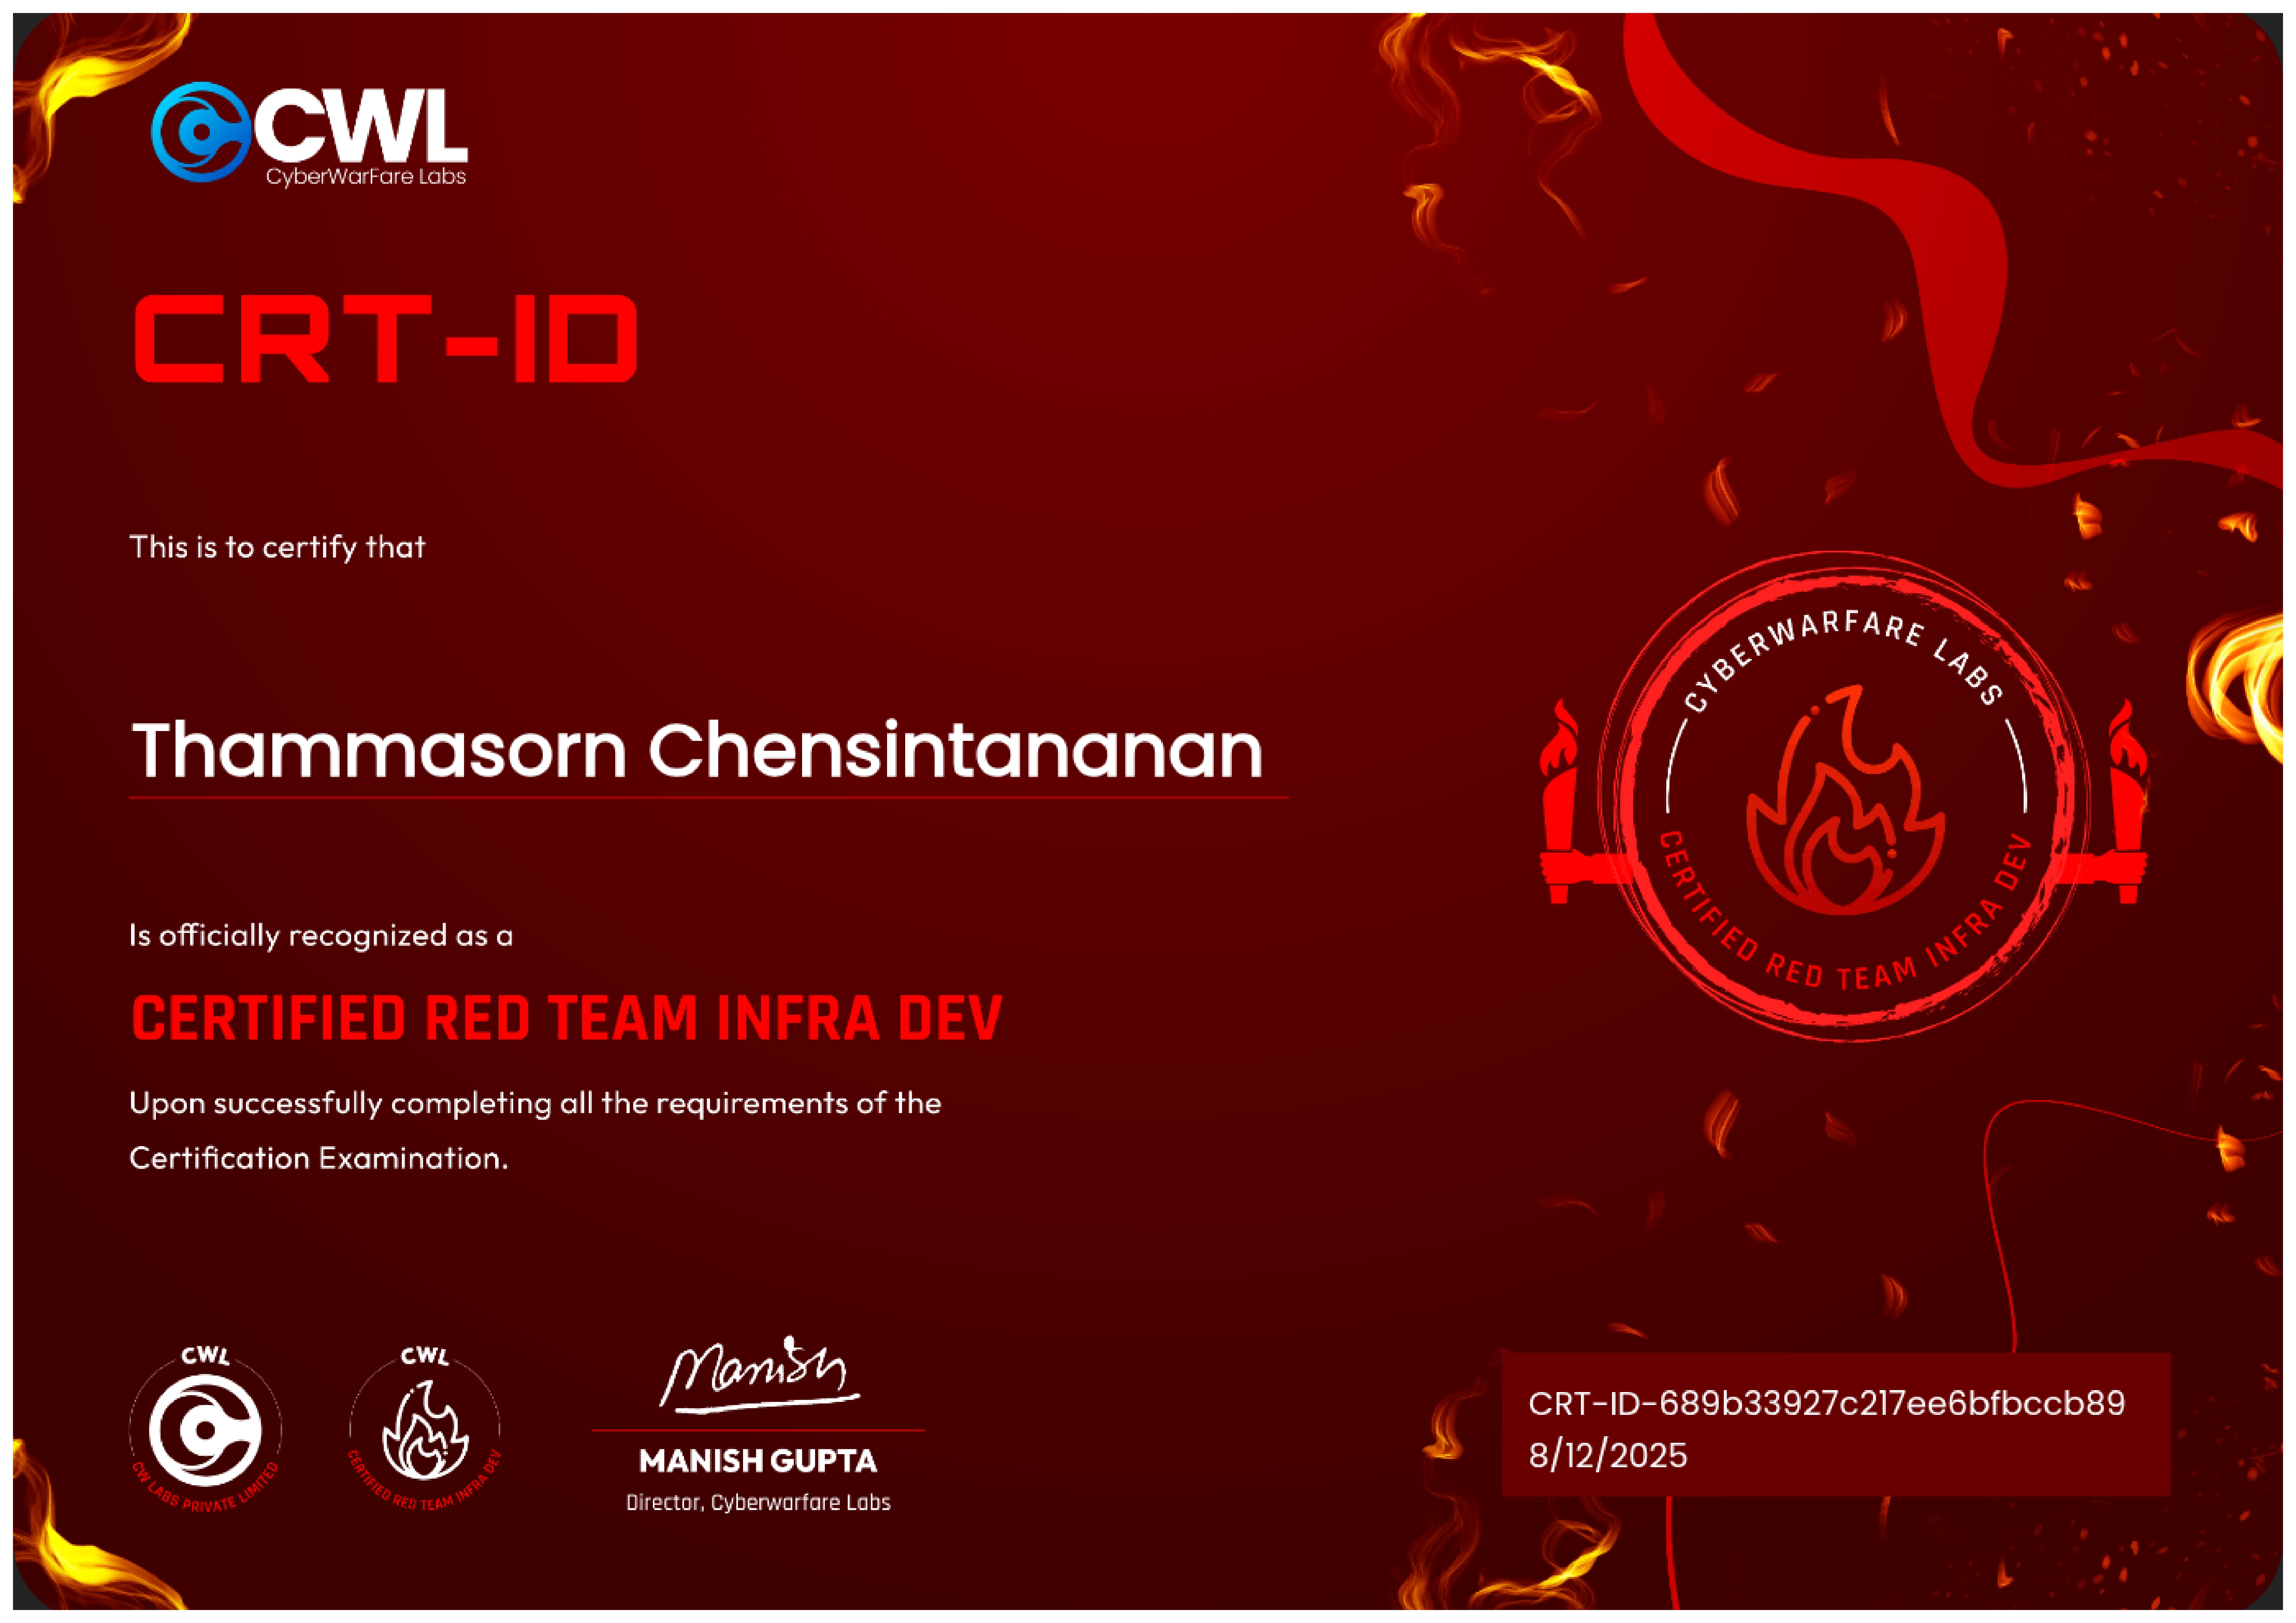 CWL
CyberWarFare Labs
CRT-ID
This is to certify that
Thammasorn Chensintananan
Is officially recognized as a
CERTIFIED RED TEAM INFRA DEV
Upon successfully completing all the requirements of the
Certification Examination.
CYBERWARFARE LABS
CERTIFIED RED TEAM INFRA DEV
CWL
CW LABS PRIVATE LIMITED
CWL
CERTIFIED RED TEAM INFRA DEV
Manish
MANISH GUPTA
Director, Cyberwarfare Labs
CRT-ID-689b33927c217ee6bfbccb89
8/12/2025